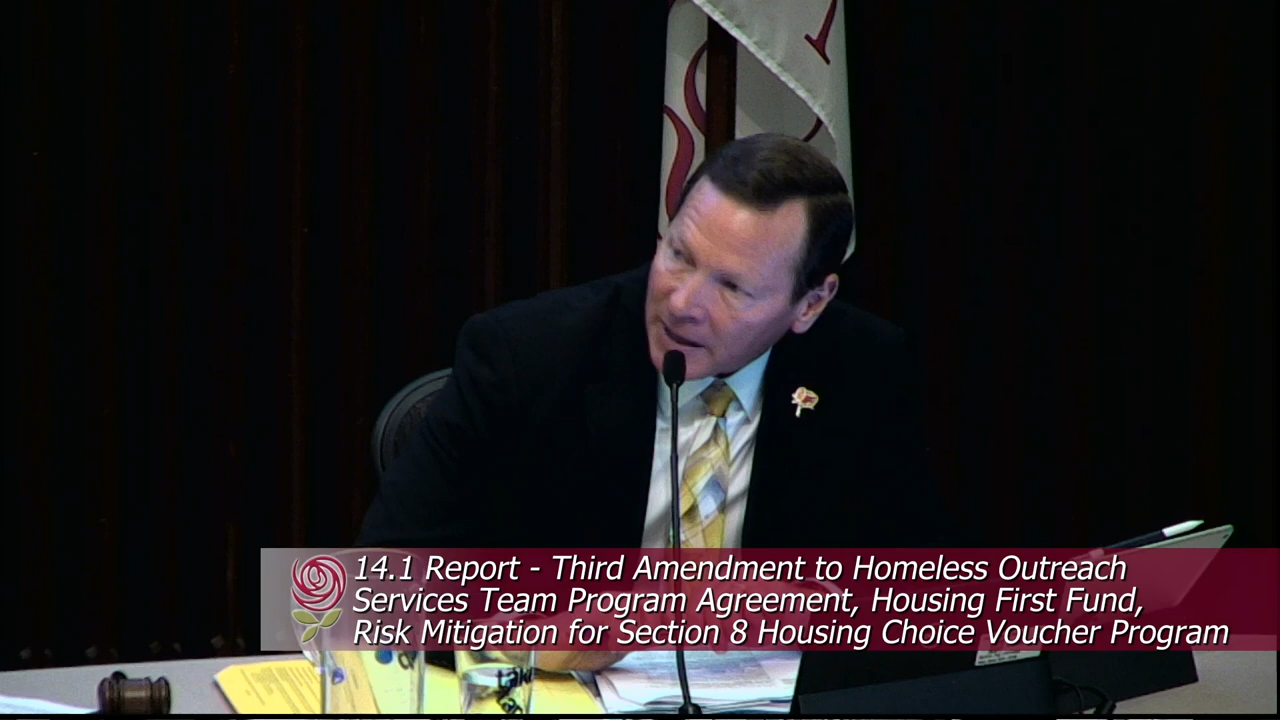 14.1 Report - Third Amendment to Homeless Outreach
Services Team Program Agreement, Housing First Fund,
Risk Mitigation for Section 8 Housing Choice Voucher Program